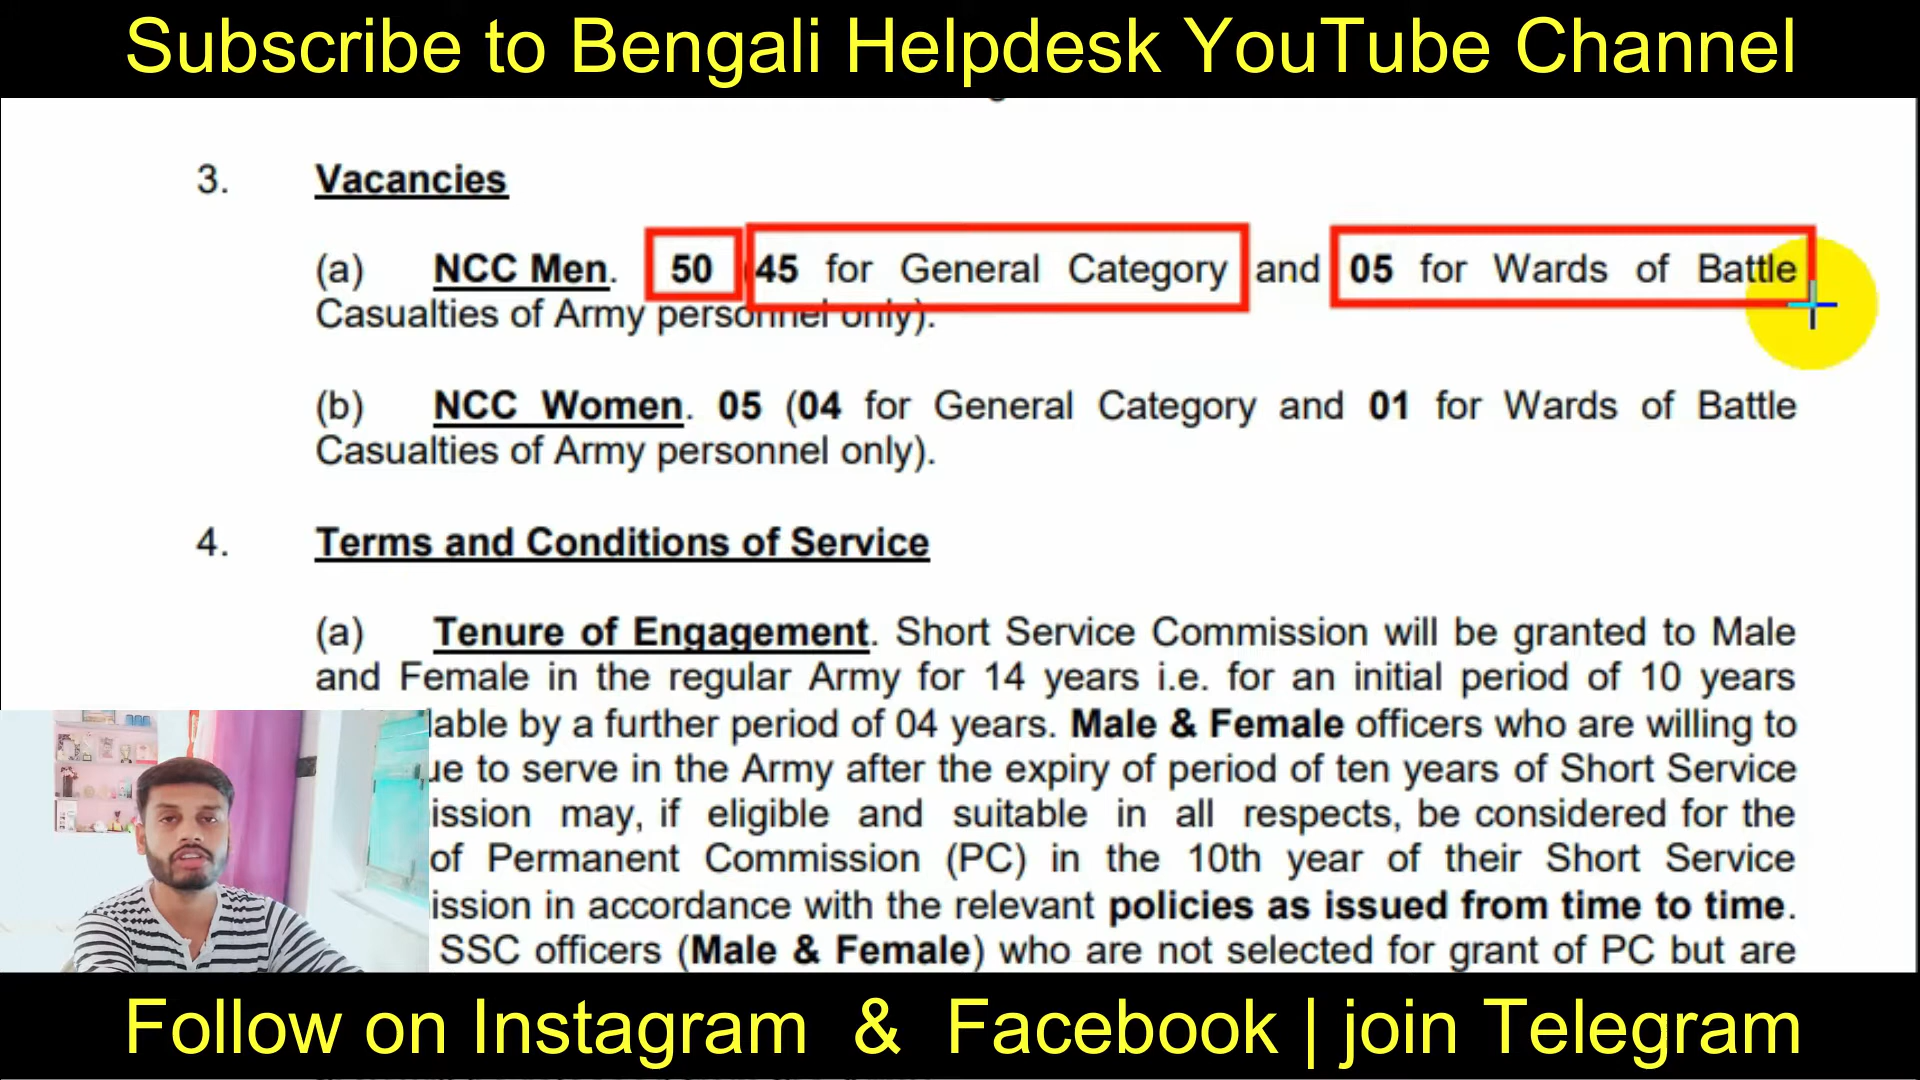 Subscribe to Bengali Helpdesk YouTube Channel
3. Vacancies
(a) NCC Men. 50 45 for General Category and 05 for Wards of Battle
Casualties of Army personnel only).
(b) NCC Women. 05 (04 for General Category and 01 for Wards of Battle
Casualties of Army personnel only).
4. Terms and Conditions of Service
(a) Tenure of Engagement. Short Service Commission will be granted to Male
and Female in the regular Army for 14 years i.e. for an initial period of 10 years
lable by a further period of 04 years. Male & Female officers who are willing to
ue to serve in the Army after the expiry of period of ten years of Short Service
ission may, if eligible and suitable in all respects, be considered for the
of Permanent Commission (PC) in the 10th year of their Short Service
ission in accordance with the relevant policies as issued from time to time.
SSC officers (Male & Female) who are not selected for grant of PC but are
Follow on Instagram & Facebook | join Telegram